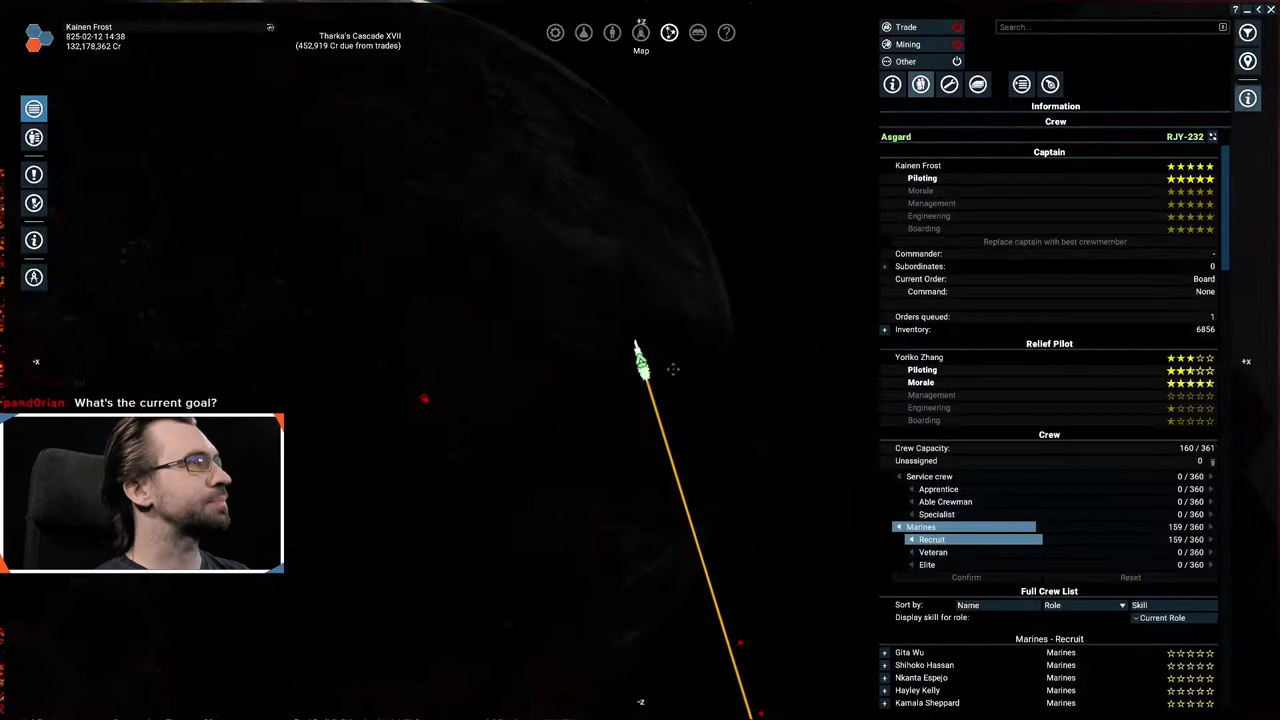 Kainen Frost
825-02-12 14:38
132,178,362 Cr
Tharka's Cascade XVII
(452,919 Cr due from trades)
+z
Map
-x
+x
-z
pand0rian: What's the current goal?
Trade
Mining
Other
Search...
Information
Crew
Asgard RJY-232
Captain
Kainen Frost
Piloting
Morale
Management
Engineering
Boarding
Replace captain with best crewmember
Commander: -
Subordinates: 0
Current Order: Board
Command: None
Orders queued: 1
Inventory: 6856
Relief Pilot
Yoriko Zhang
Piloting
Morale
Management
Engineering
Boarding
Crew
Crew Capacity: 160 / 361
Unassigned 0
Service crew 0 / 360
Apprentice 0 / 360
Able Crewman 0 / 360
Specialist 0 / 360
Marines 159 / 360
Recruit 159 / 360
Veteran 0 / 360
Elite 0 / 360
Confirm Reset
Full Crew List
Sort by: Name Role Skill
Display skill for role: Current Role
Marines - Recruit
Gita Wu Marines
Shihoko Hassan Marines
Nkanta Espejo Marines
Hayley Kelly Marines
Kamala Sheppard Marines